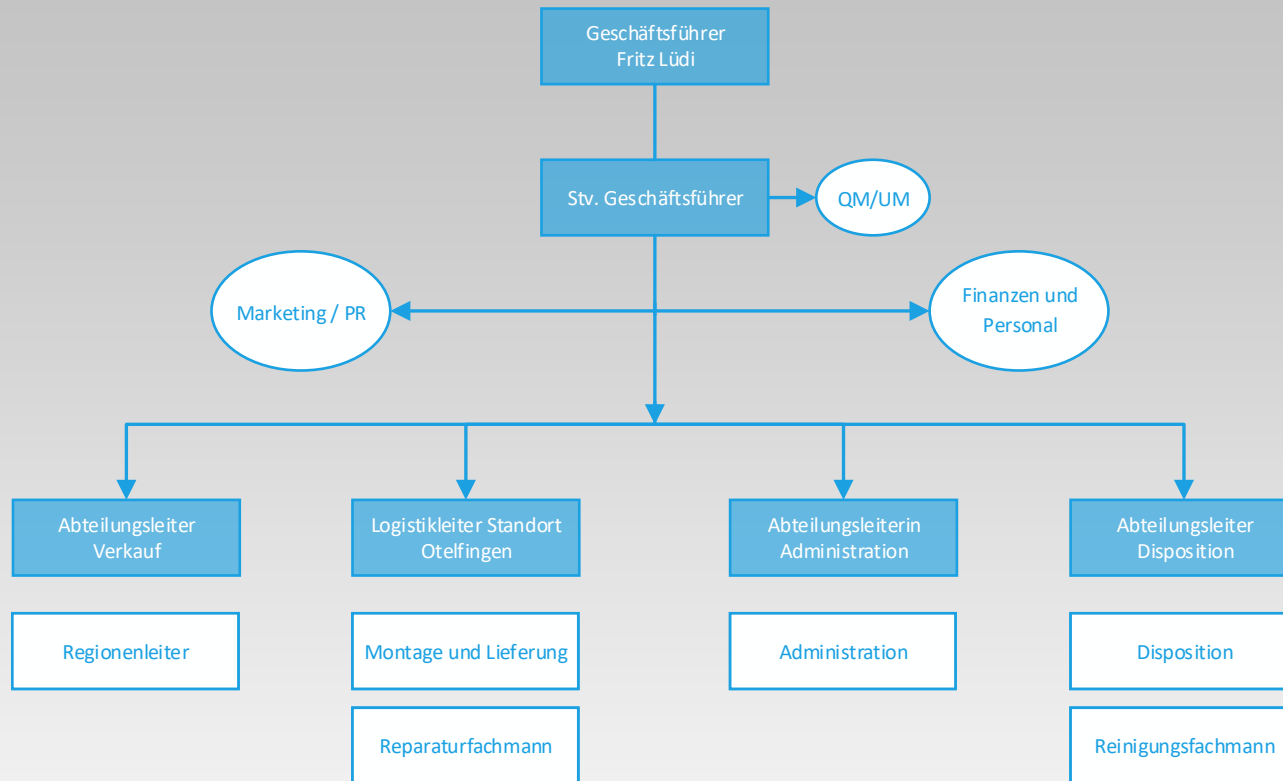 Geschäftsführer
Fritz Lüdi
Stv. Geschäftsführer
QM/UM
Marketing / PR
Finanzen und
Personal
Abteilungsleiter
Verkauf
Logistikleiter Standort
Otelfingen
Abteilungsleiterin
Administration
Abteilungsleiter
Disposition
Regionenleiter
Montage und Lieferung
Administration
Disposition
Reparaturfachmann
Reinigungsfachmann